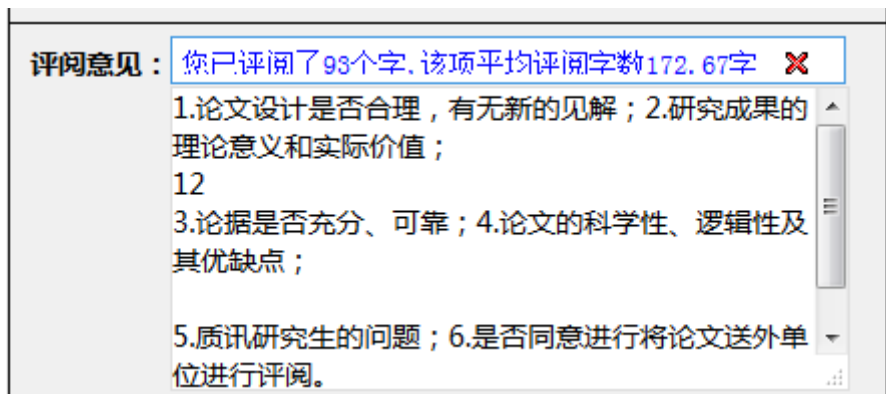 评阅意见：
您已评阅了93个字,该项平均评阅字数172.67字
1.论文设计是否合理，有无新的见解；2.研究成果的
理论意义和实际价值；
12
3.论据是否充分、可靠；4.论文的科学性、逻辑性及
其优缺点；
5.质讯研究生的问题；6.是否同意进行将论文送外单
位进行评阅。